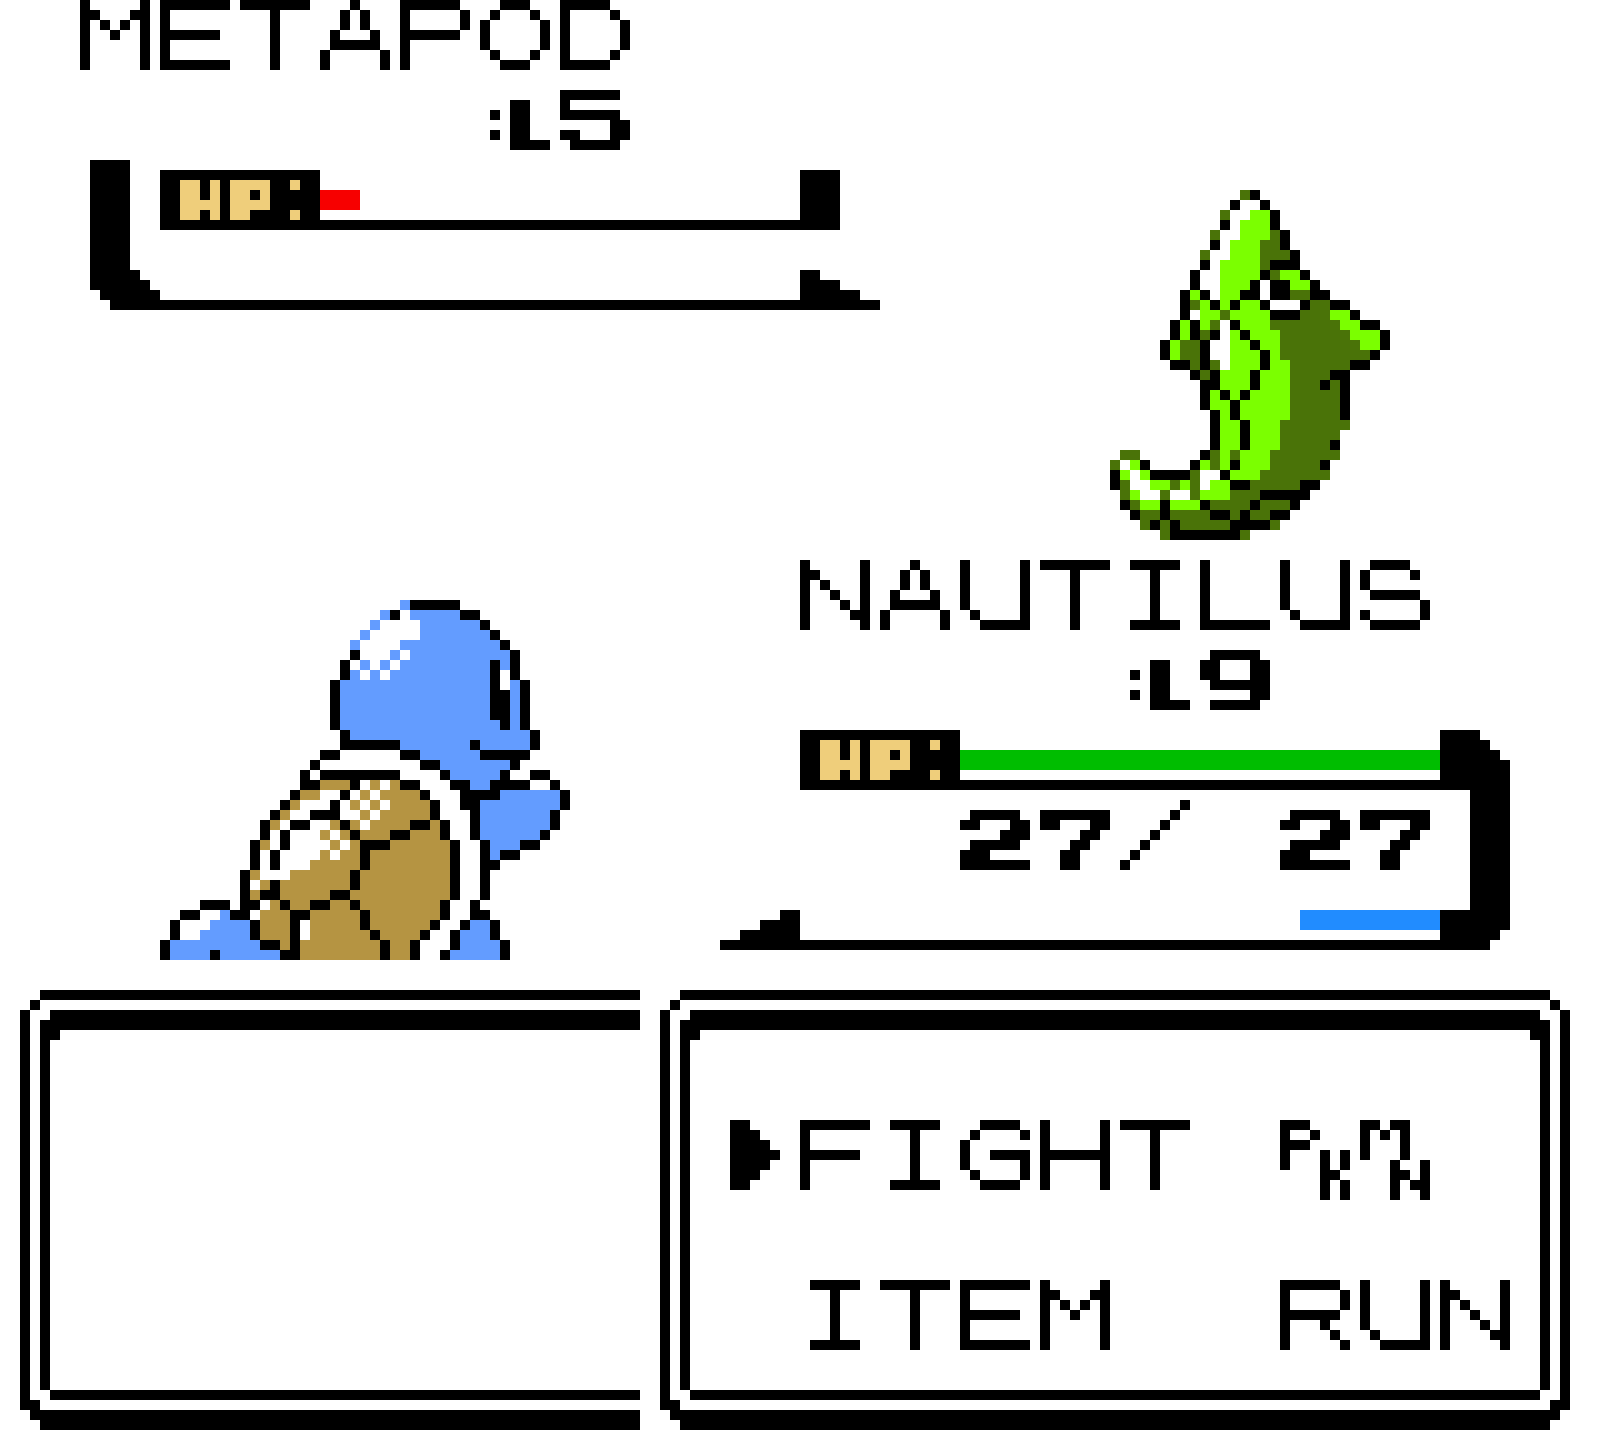 METAPOD
:L5
HP:
NAUTILUS
:L9
HP:
27/ 27
FIGHT PKMN
ITEM RUN